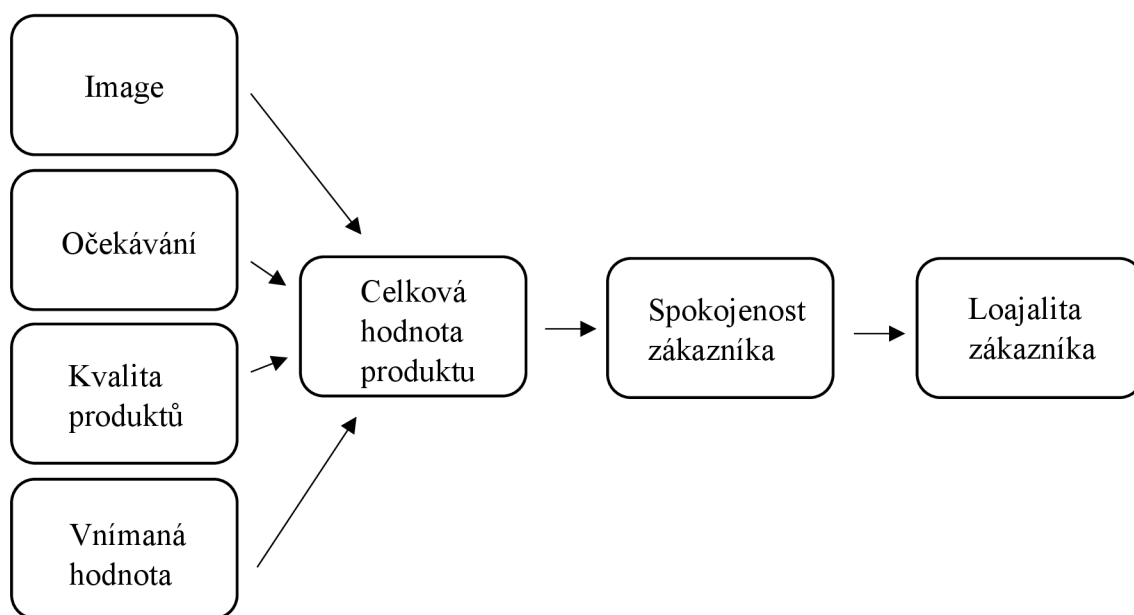 Image
Očekávání
Kvalita
produktů
Vnímaná
hodnota
Celková
hodnota
produktu
Spokojenost
zákazníka
Loajalita
zákazníka